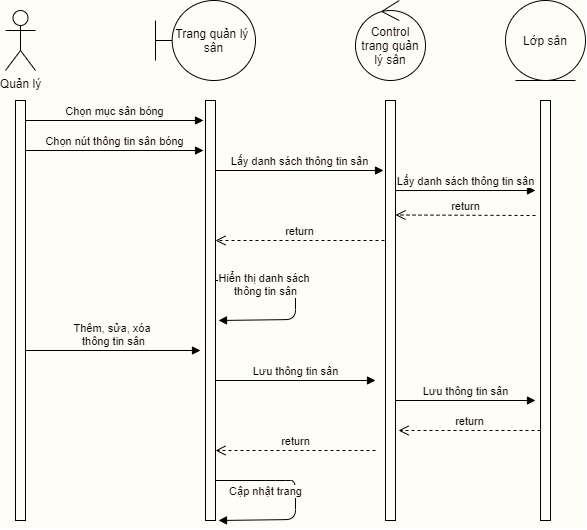 Quản lý
Trang quản lý
sân
Control
trang quản
lý sân
Lớp sân
Chọn mục sân bóng
Chọn nút thông tin sân bóng
Lấy danh sách thông tin sân
Lấy danh sách thông tin sân
return
return
Hiển thị danh sách
thông tin sân
Thêm, sửa, xóa
thông tin sân
Lưu thông tin sân
Lưu thông tin sân
return
return
Cập nhật trang